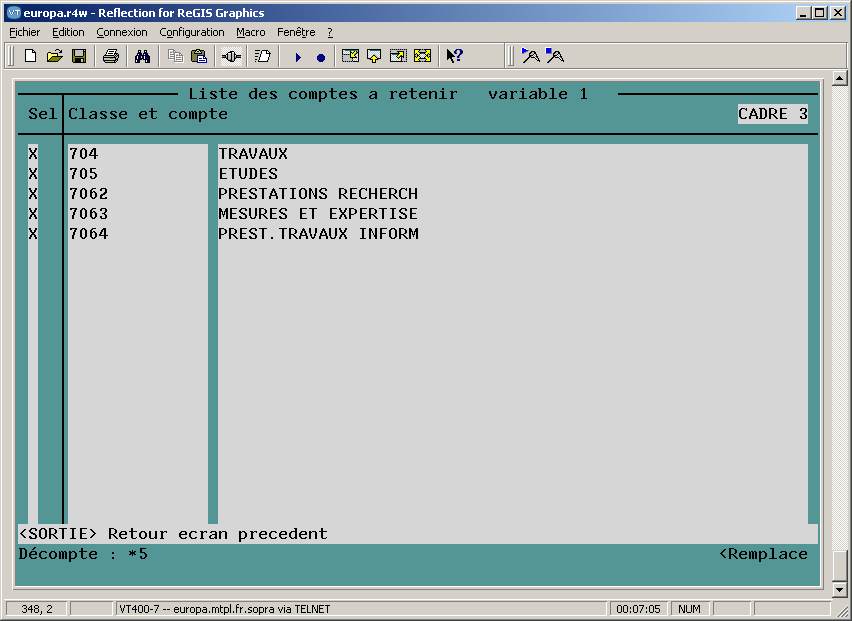 europa.r4w - Reflection for ReGIS Graphics
Fichier Edition Connexion Configuration Macro Fenêtre ?
Liste des comptes a retenir variable 1
Sel Classe et compte CADRE 3
X 704 TRAVAUX
X 705 ETUDES
X 7062 PRESTATIONS RECHERCH
X 7063 MESURES ET EXPERTISE
X 7064 PREST.TRAVAUX INFORM
<SORTIE> Retour ecran precedent
Décompte : *5 <Remplace
348, 2 VT400-7 -- europa.mtpl.fr.sopra via TELNET 00:07:05 NUM